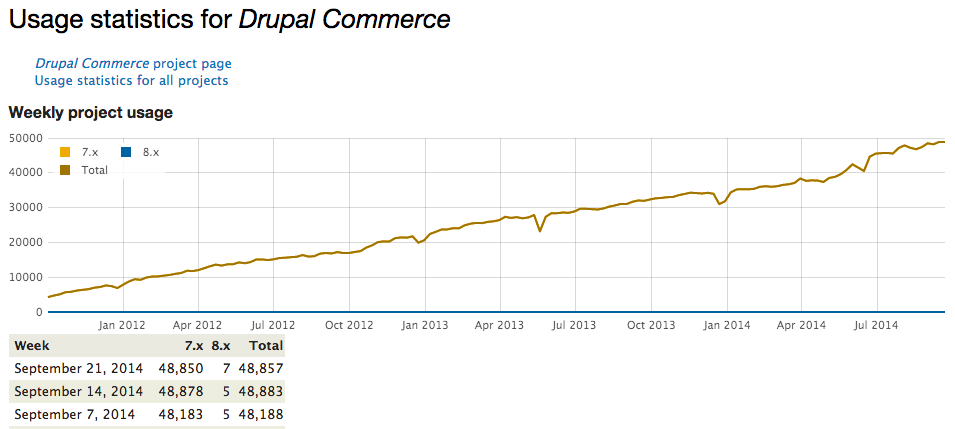 Usage statistics for Drupal Commerce
Drupal Commerce project page
Usage statistics for all projects
Weekly project usage
50000
40000
30000
20000
10000
0
7.x 8.x
Total
Jan 2012 Apr 2012 Jul 2012 Oct 2012 Jan 2013 Apr 2013 Jul 2013 Oct 2013 Jan 2014 Apr 2014 Jul 2014
Week 7.x 8.x Total
September 21, 2014 48,850 7 48,857
September 14, 2014 48,878 5 48,883
September 7, 2014 48,183 5 48,188